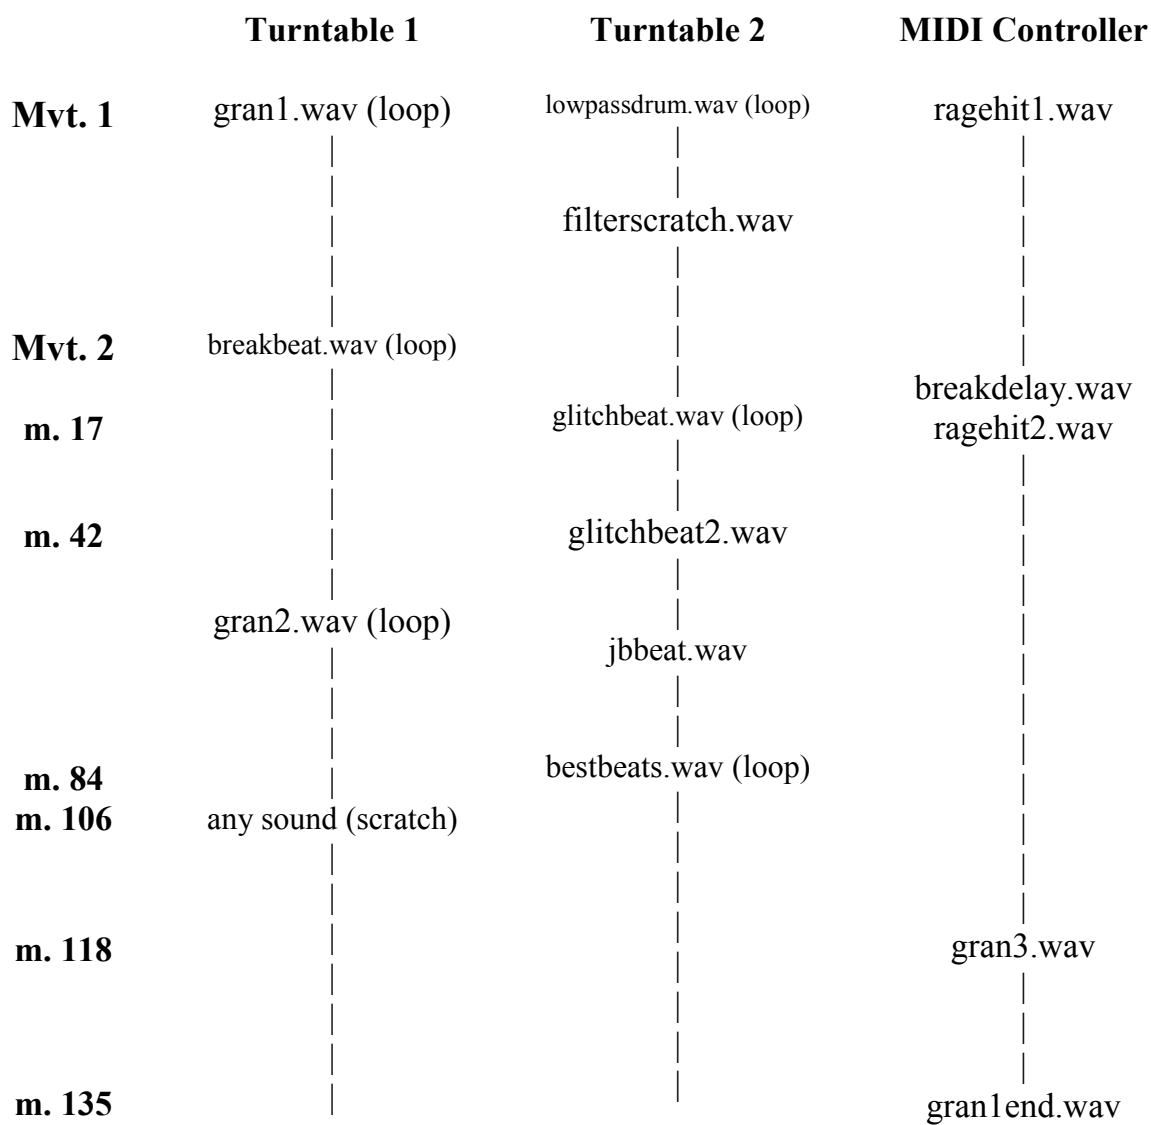 Turntable 1 Turntable 2 MIDI Controller
Mvt. 1 gran1.wav (loop) lowpassdrum.wav (loop) ragehit1.wav
filterscratch.wav
Mvt. 2 breakbeat.wav (loop)
breakdelay.wav
m. 17 glitchbeat.wav (loop) ragehit2.wav
m. 42 glitchbeat2.wav
gran2.wav (loop)
jbbeat.wav
m. 84 bestbeats.wav (loop)
m. 106 any sound (scratch)
m. 118 gran3.wav
m. 135 gran1end.wav